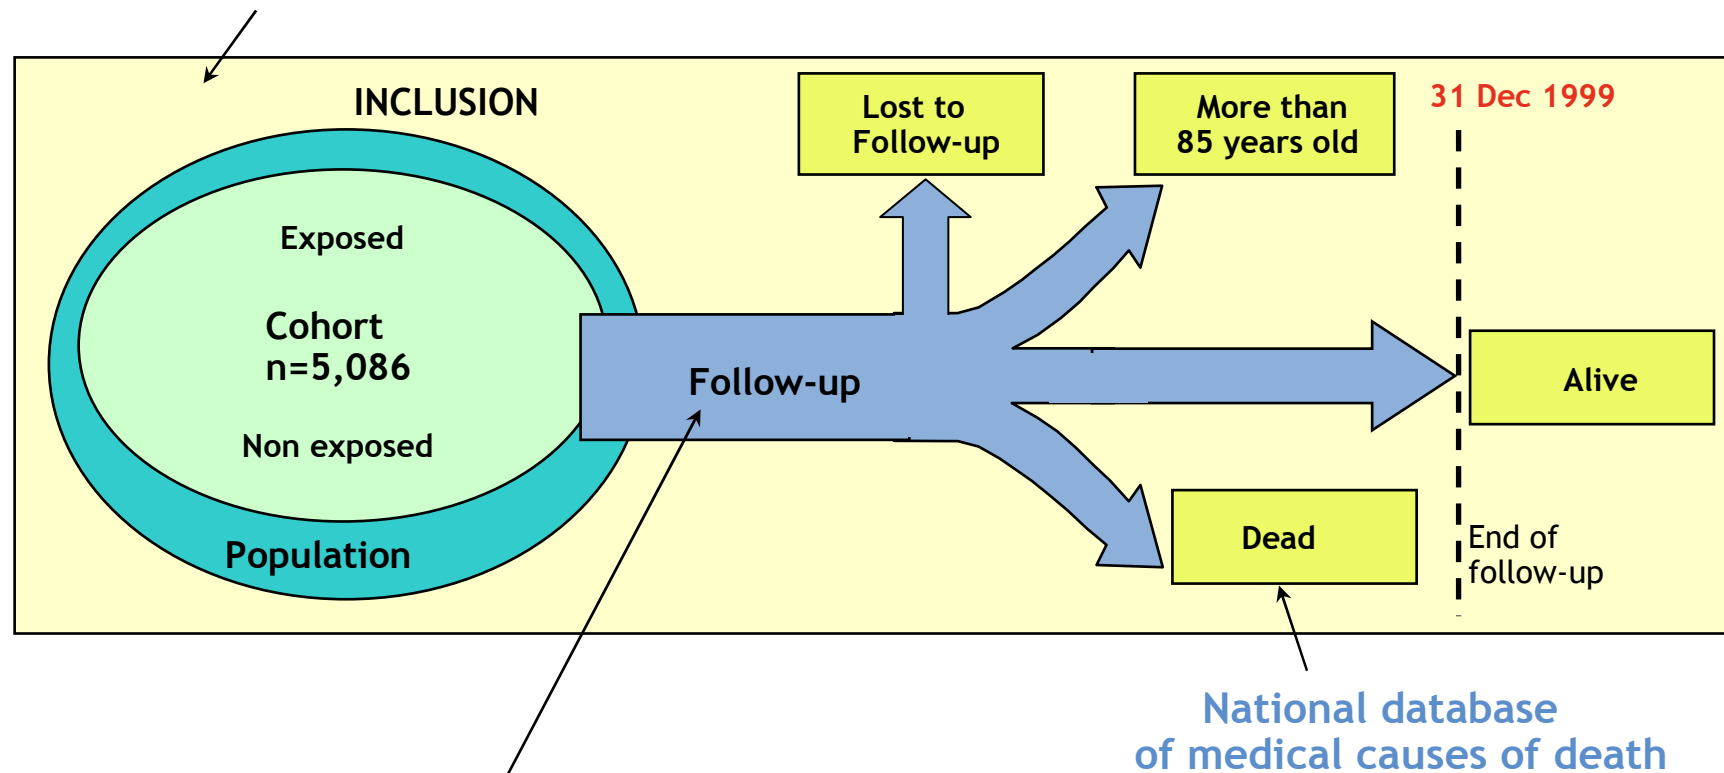 INCLUSION
Exposed
Cohort
n=5,086
Non exposed
Population
Follow-up
Lost to
Follow-up
More than
85 years old
31 Dec 1999
Alive
Dead
End of
follow-up
National database
of medical causes of death